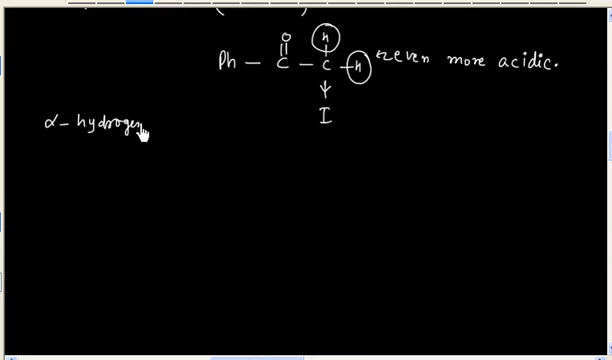 O
H
Ph — C — C — H even more acidic.
I
α - hydrogen